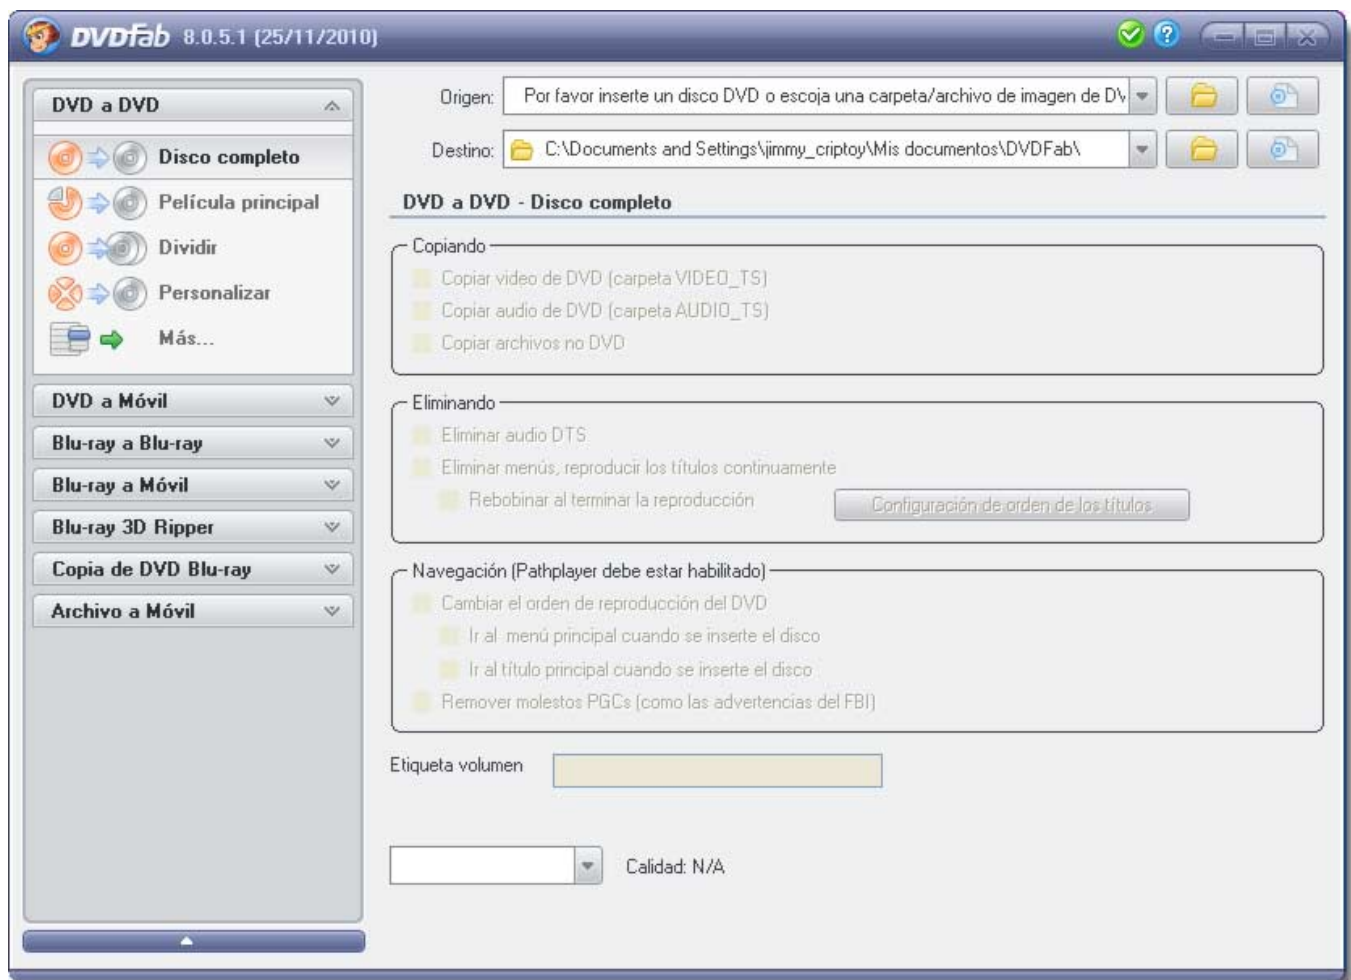 DVDFab 8.0.5.1 (25/11/2010)
DVD a DVD
Disco completo
Película principal
Dividir
Personalizar
Más...
DVD a Móvil
Blu-ray a Blu-ray
Blu-ray a Móvil
Blu-ray 3D Ripper
Copia de DVD Blu-ray
Archivo a Móvil
Origen: Por favor inserte un disco DVD o escoja una carpeta/archivo de imagen de
Destino: C:\Documents and Settings\jimmy_criptoy\Mis documentos\DVDFab\
DVD a DVD - Disco completo
Copiando
Copiar video de DVD (carpeta VIDEO_TS)
Copiar audio de DVD (carpeta AUDIO_TS)
Copiar archivos no DVD
Eliminando
Eliminar audio DTS
Eliminar menús, reproducir los títulos continuamente
Rebobinar al terminar la reproducción
Configuración de orden de los títulos
Navegación (Pathplayer debe estar habilitado)
Cambiar el orden de reproducción del DVD
Ir al menú principal cuando se inserte el disco
Ir al título principal cuando se inserte el disco
Remover molestos PGCs (como las advertencias del FBI)
Etiqueta volumen
Calidad: N/A